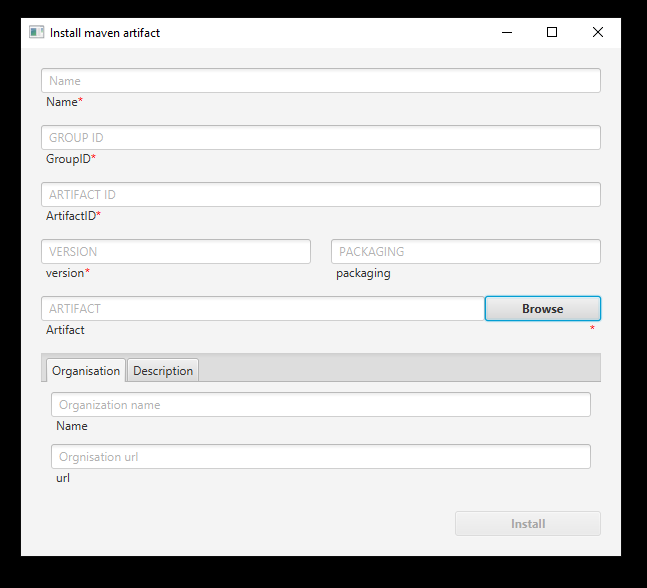 Install maven artifact
Name
Name*
GROUP ID
GroupID*
ARTIFACT ID
ArtifactID*
VERSION PACKAGING
version* packaging
ARTIFACT Browse
Artifact *
Organisation Description
Organization name
Name
Orgnisation url
url
Install